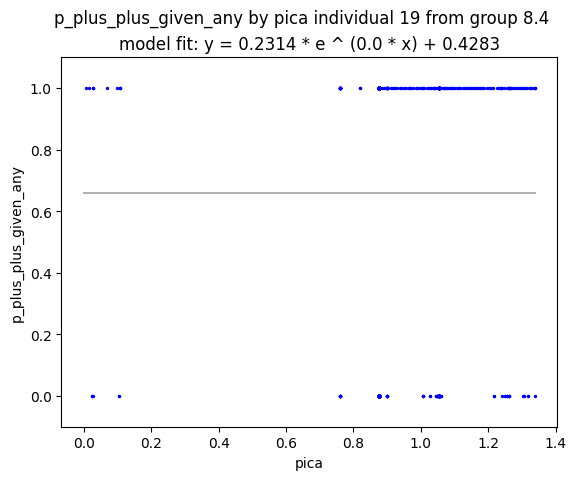 p_plus_plus_given_any by pica individual 19 from group 8.4
model fit: y = 0.2314 * e ^ (0.0 * x) + 0.4283
1.0
0.8
0.6
0.4
0.2
0.0
p_plus_plus_given_any
0.0 0.2 0.4 0.6 0.8 1.0 1.2 1.4
pica